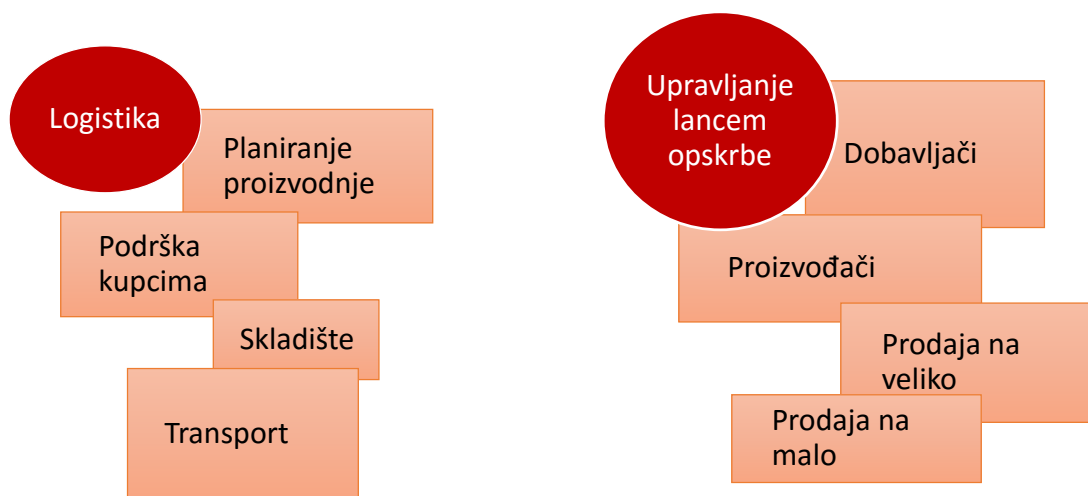 Logistika
Planiranje
proizvodnje
Podrška
kupcima
Skladište
Transport
Upravljanje
lancem
opskrbe
Dobavljači
Proizvođači
Prodaja na
veliko
Prodaja na
malo